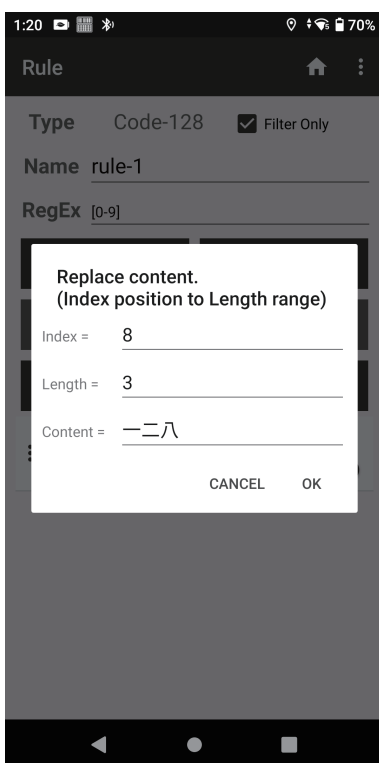 1:20
70%
Rule
Type Code-128 Filter Only
Name rule-1
RegEx [0-9]
Replace content.
(Index position to Length range)
Index = 8
Length = 3
Content = 一二八
CANCEL OK